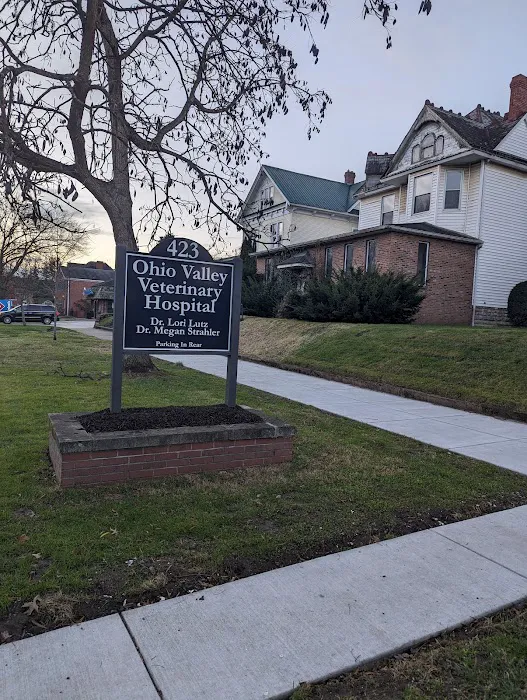 423
Ohio Valley
Veterinary
Hospital
Dr. Lori Lutz
Dr. Megan Strahler
Parking In Rear